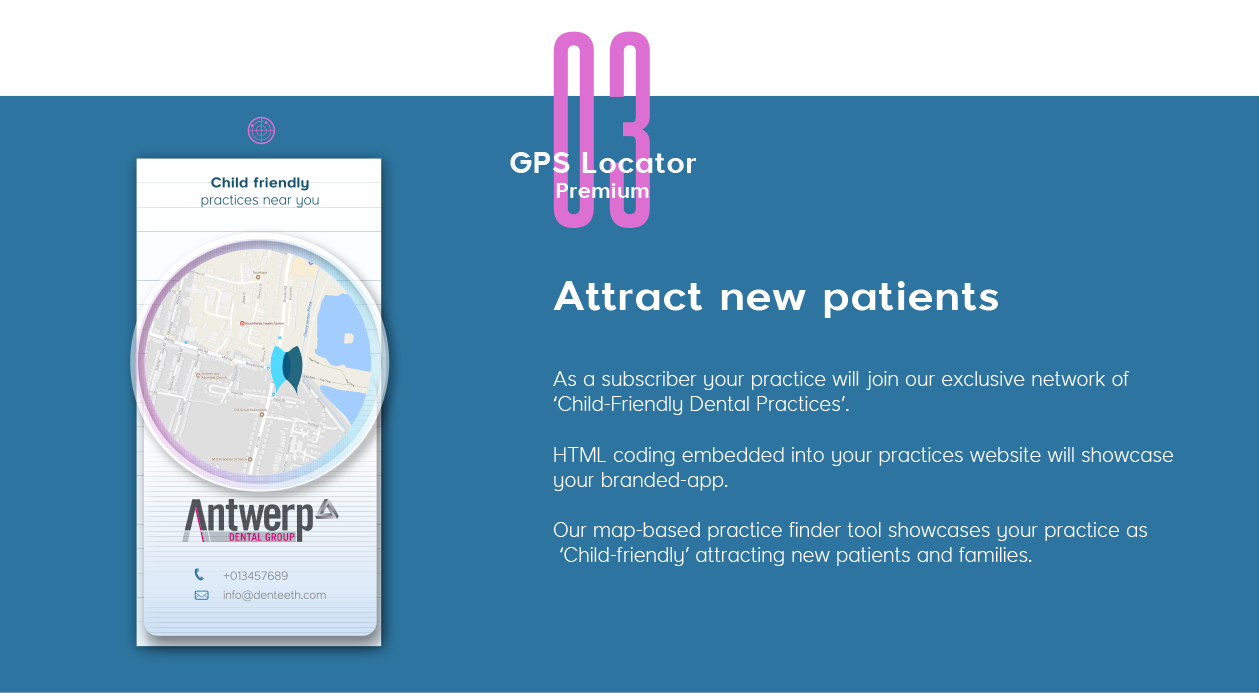 03
GPS Locator
Premium
Child friendly
practices near you
Antwerp
DENTAL GROUP
+013457689
info@denteeth.com
Attract new patients
As a subscriber your practice will join our exclusive network of
‘Child-Friendly Dental Practices’.
HTML coding embedded into your practices website will showcase
your branded-app.
Our map-based practice finder tool showcases your practice as
‘Child-friendly’ attracting new patients and families.